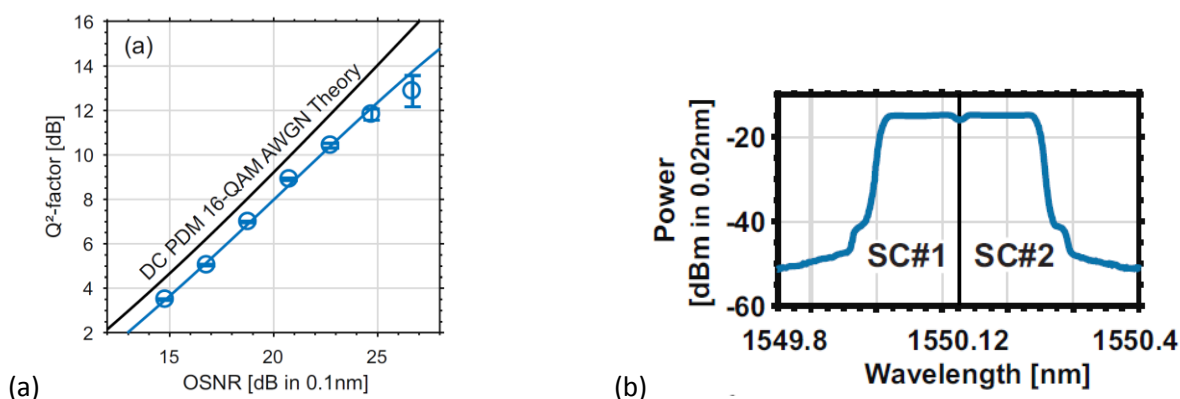 16
14
12
10
8
6
4
2
Q²-factor [dB]
(a)
DC PDM 16-QAM AWGN Theory
15
20
25
OSNR [dB in 0.1nm]
(a)
-20
-40
-60
Power
[dBm in 0.02nm]
SC#1
SC#2
1549.8
1550.12
1550.4
Wavelength [nm]
(b)